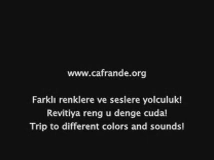 www.cafrande.org
Farklı renklere ve seslere yolculuk!
Revitiya reng u denge cuda!
Trip to different colors and sounds!